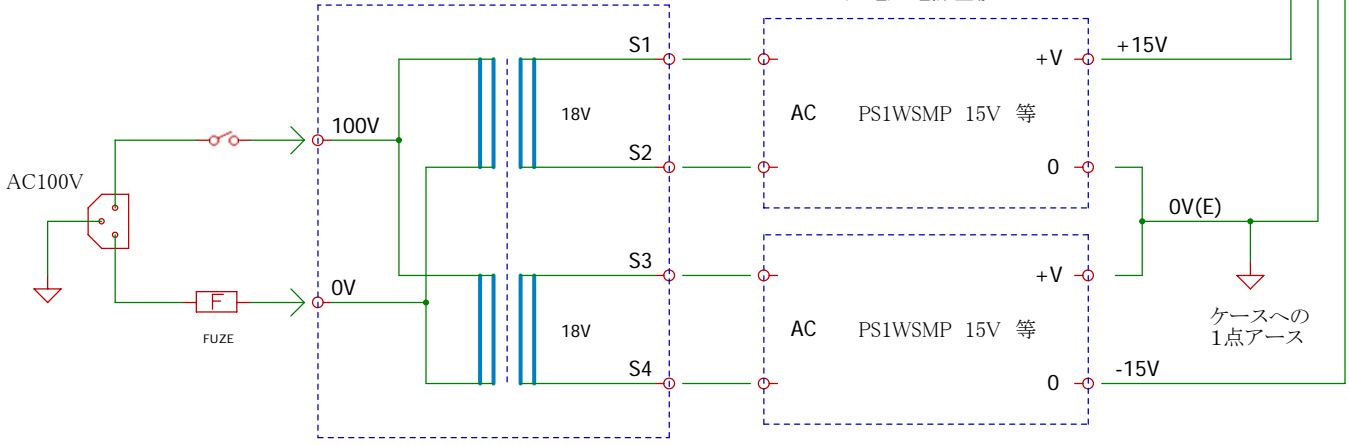 S1
+V
+15V
18V
AC PS1WSMP 15V 等
100V
S2
0
AC100V
0V(E)
S3
+V
0V
F
FUZE
18V
AC PS1WSMP 15V 等
ケースへの
1点アース
S4
0
-15V